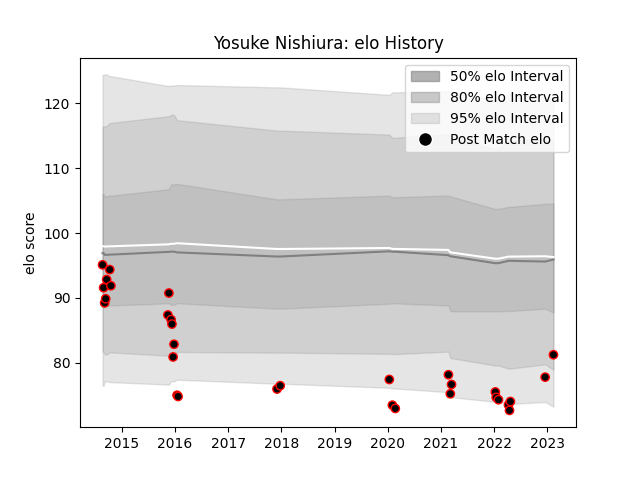 Yosuke Nishiura: elo History
50% elo Interval
80% elo Interval
95% elo Interval
Post Match elo
elo score
120
110
100
90
80
2015 2016 2017 2018 2019 2020 2021 2022 2023